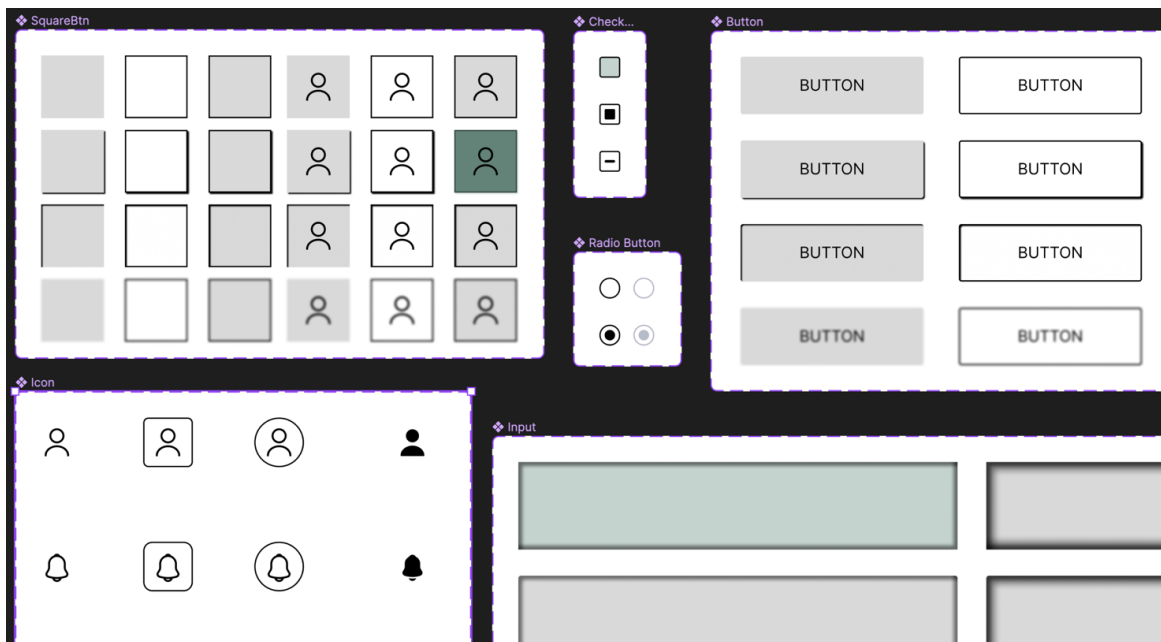 SquareBtn
Check...
Button
BUTTON
BUTTON
BUTTON
BUTTON
Radio Button
BUTTON
BUTTON
BUTTON
BUTTON
Icon
Input